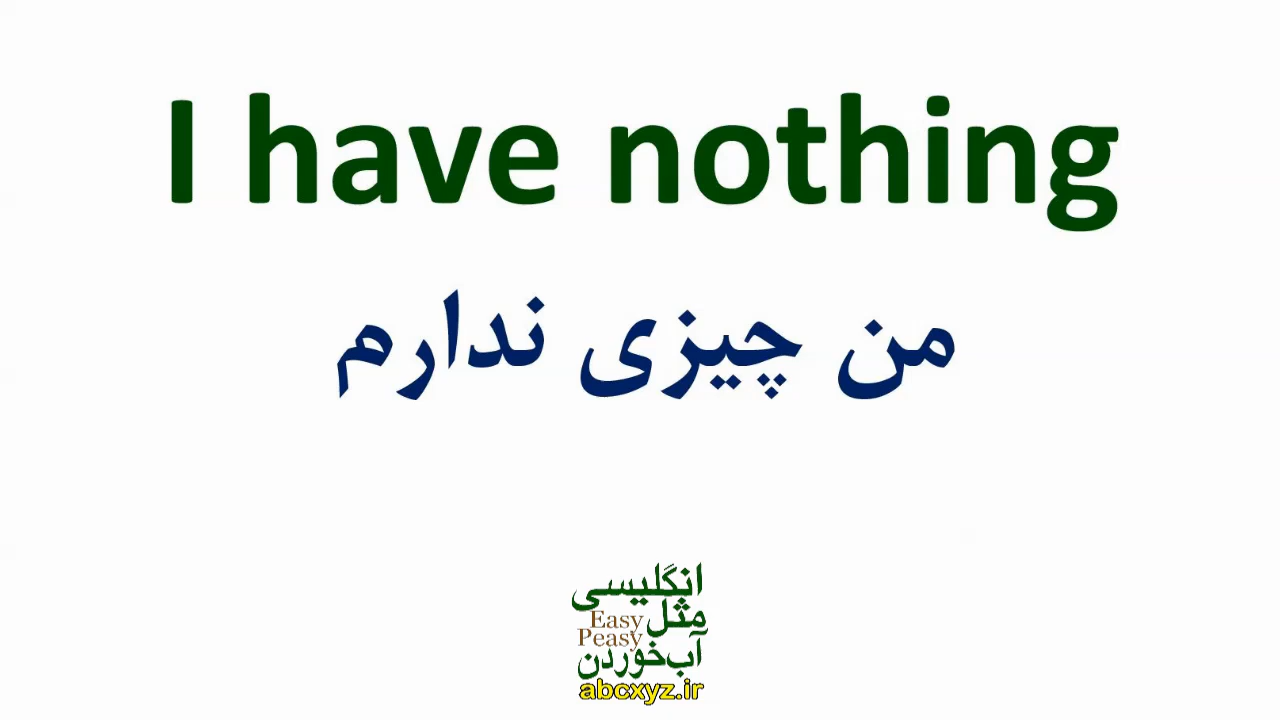 I have nothing
من چیزی ندارم
انگلیسی
مثل
Easy
Peasy
آب‌خوردن
abcxyz.ir